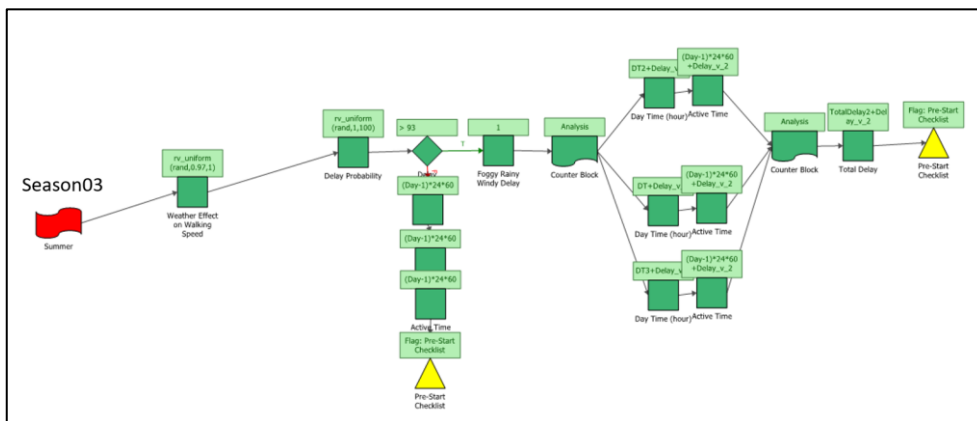 Season03
Summer
rv_uniform
(rand,0.97,1)
Weather Effect
on Walking
Speed
rv_uniform
(rand,1,100)
Delay Probability
> 93
T
1
Foggy Rainy
Windy Delay
Analysis
Counter Block
DT2+Delay_v
Day Time (hour)
(Day-1)*24*60
+Delay_v_2
Active Time
DT+Delay_v
Day Time (hour)
(Day-1)*24*60
+Delay_v_2
Active Time
DT3+Delay_v
Day Time (hour)
(Day-1)*24*60
+Delay_v_2
Active Time
Analysis
Counter Block
TotalDelay2+Del
ay_v_2
Total Delay
Flag: Pre-Start
Checklist
Pre-Start
Checklist
(Day-1)*24*60
(Day-1)*24*60
(Day-1)*24*60
Active Time
Flag: Pre-Start
Checklist
Pre-Start
Checklist